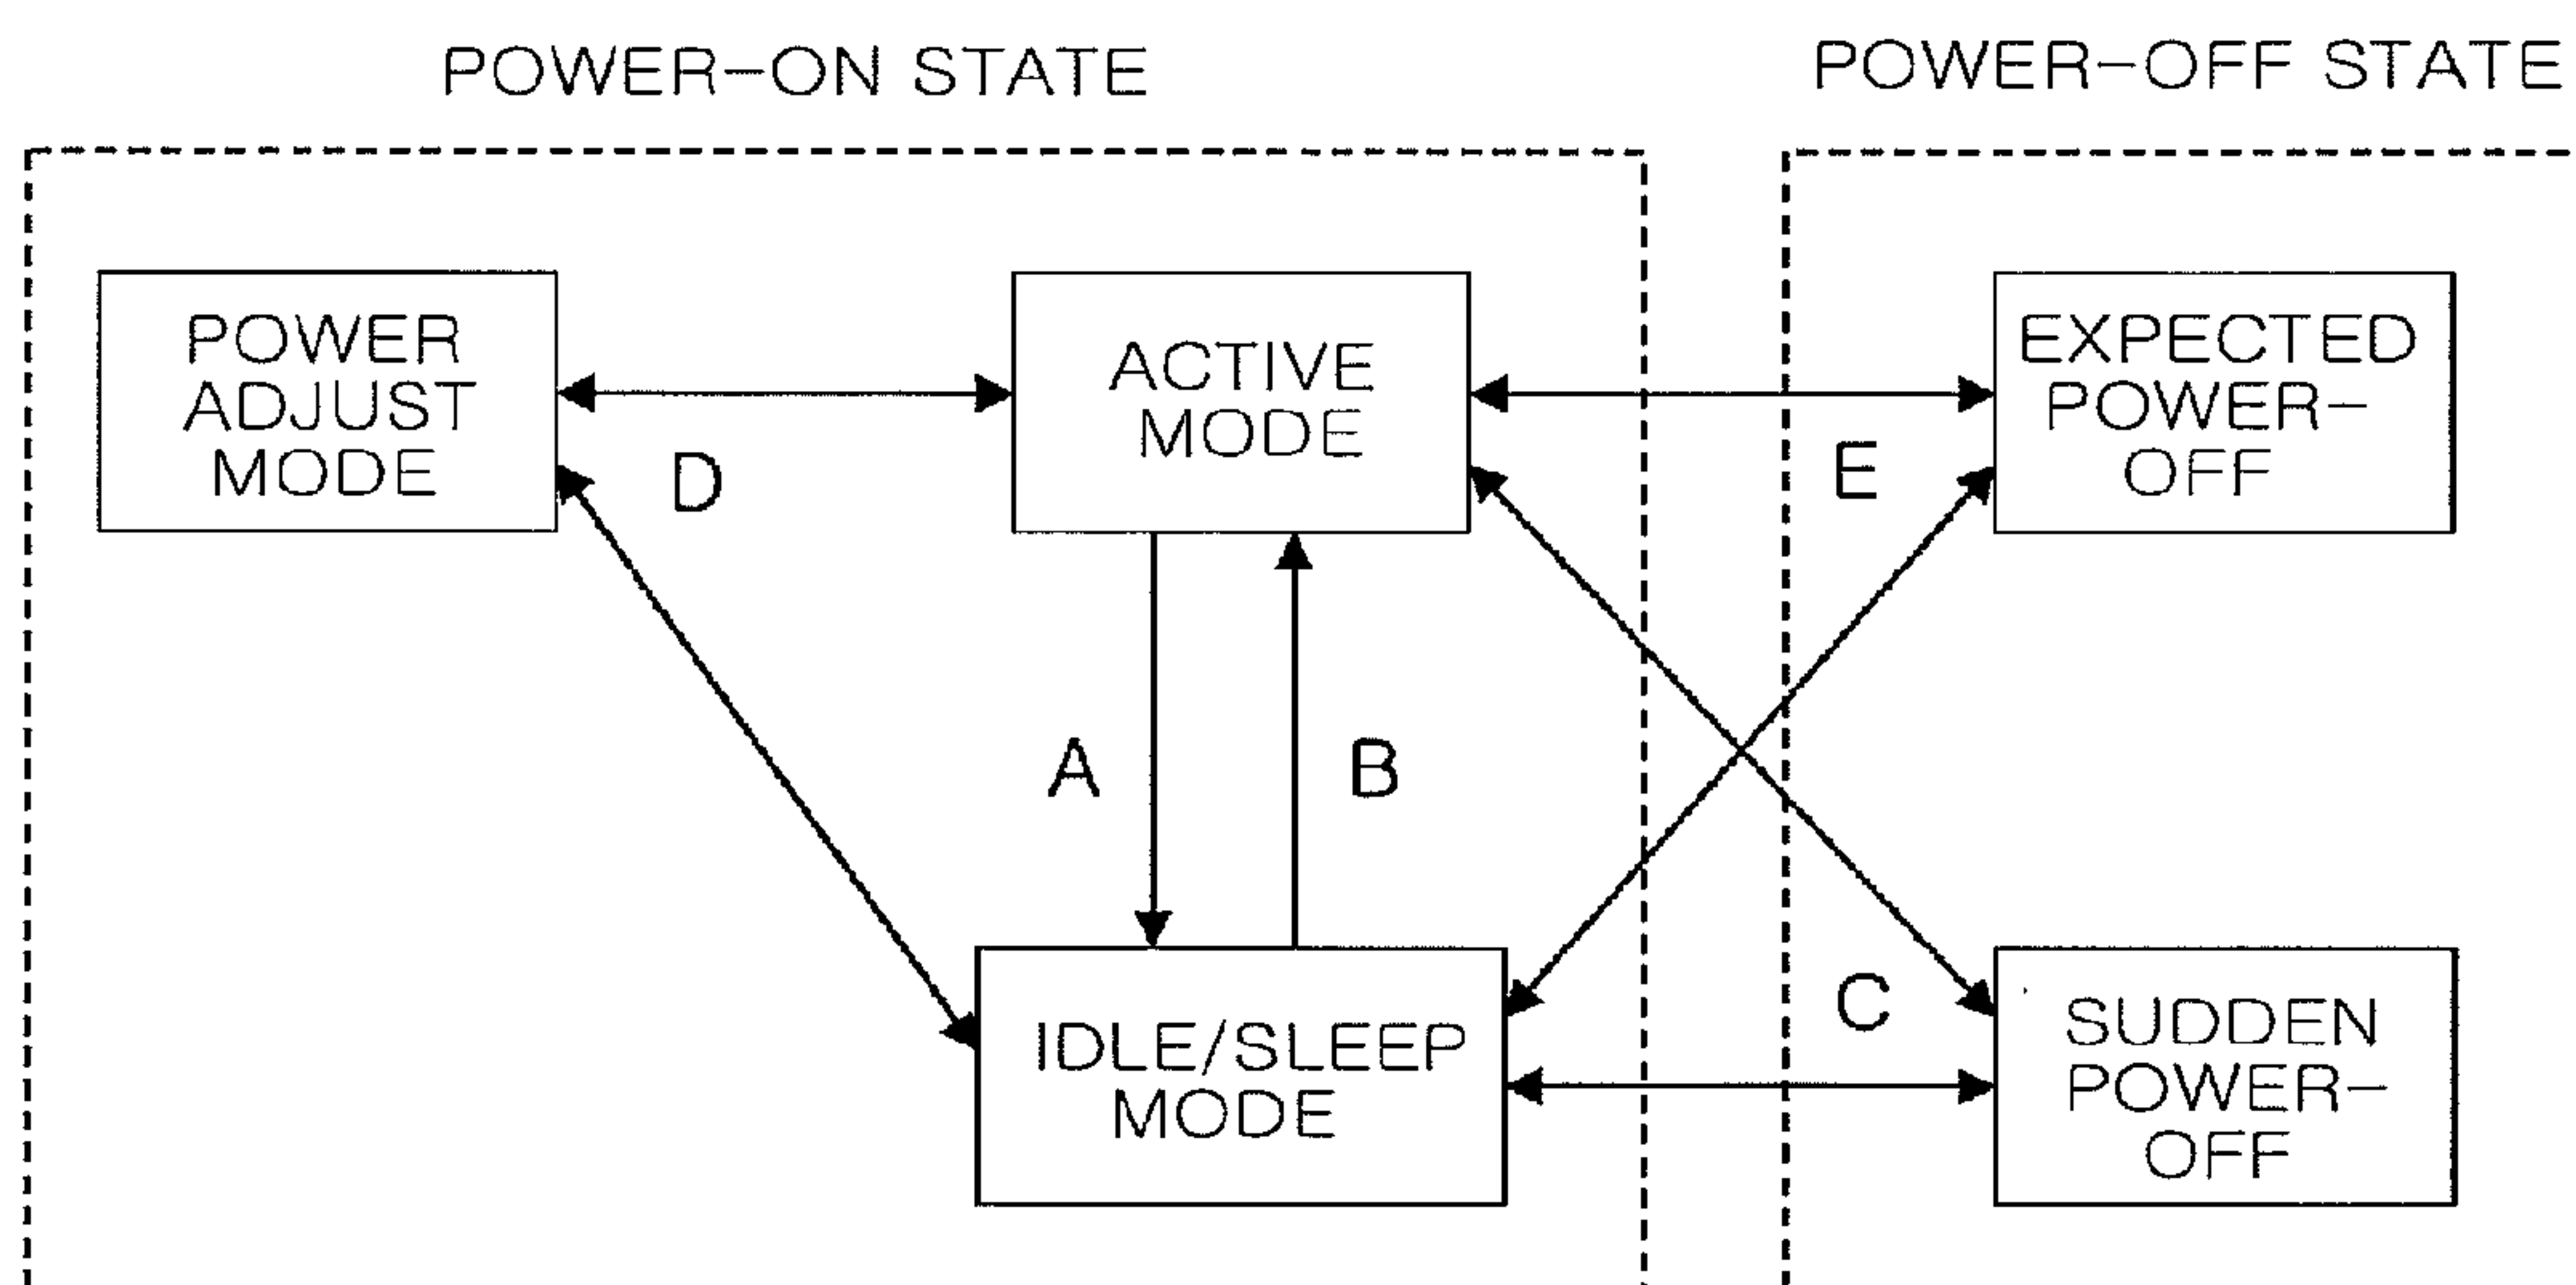 POWER-ON STATE
POWER-OFF STATE
POWER
ADJUST
MODE
ACTIVE
MODE
EXPECTED
POWER-
OFF
D
E
A
B
IDLE/SLEEP
MODE
C
SUDDEN
POWER-
OFF